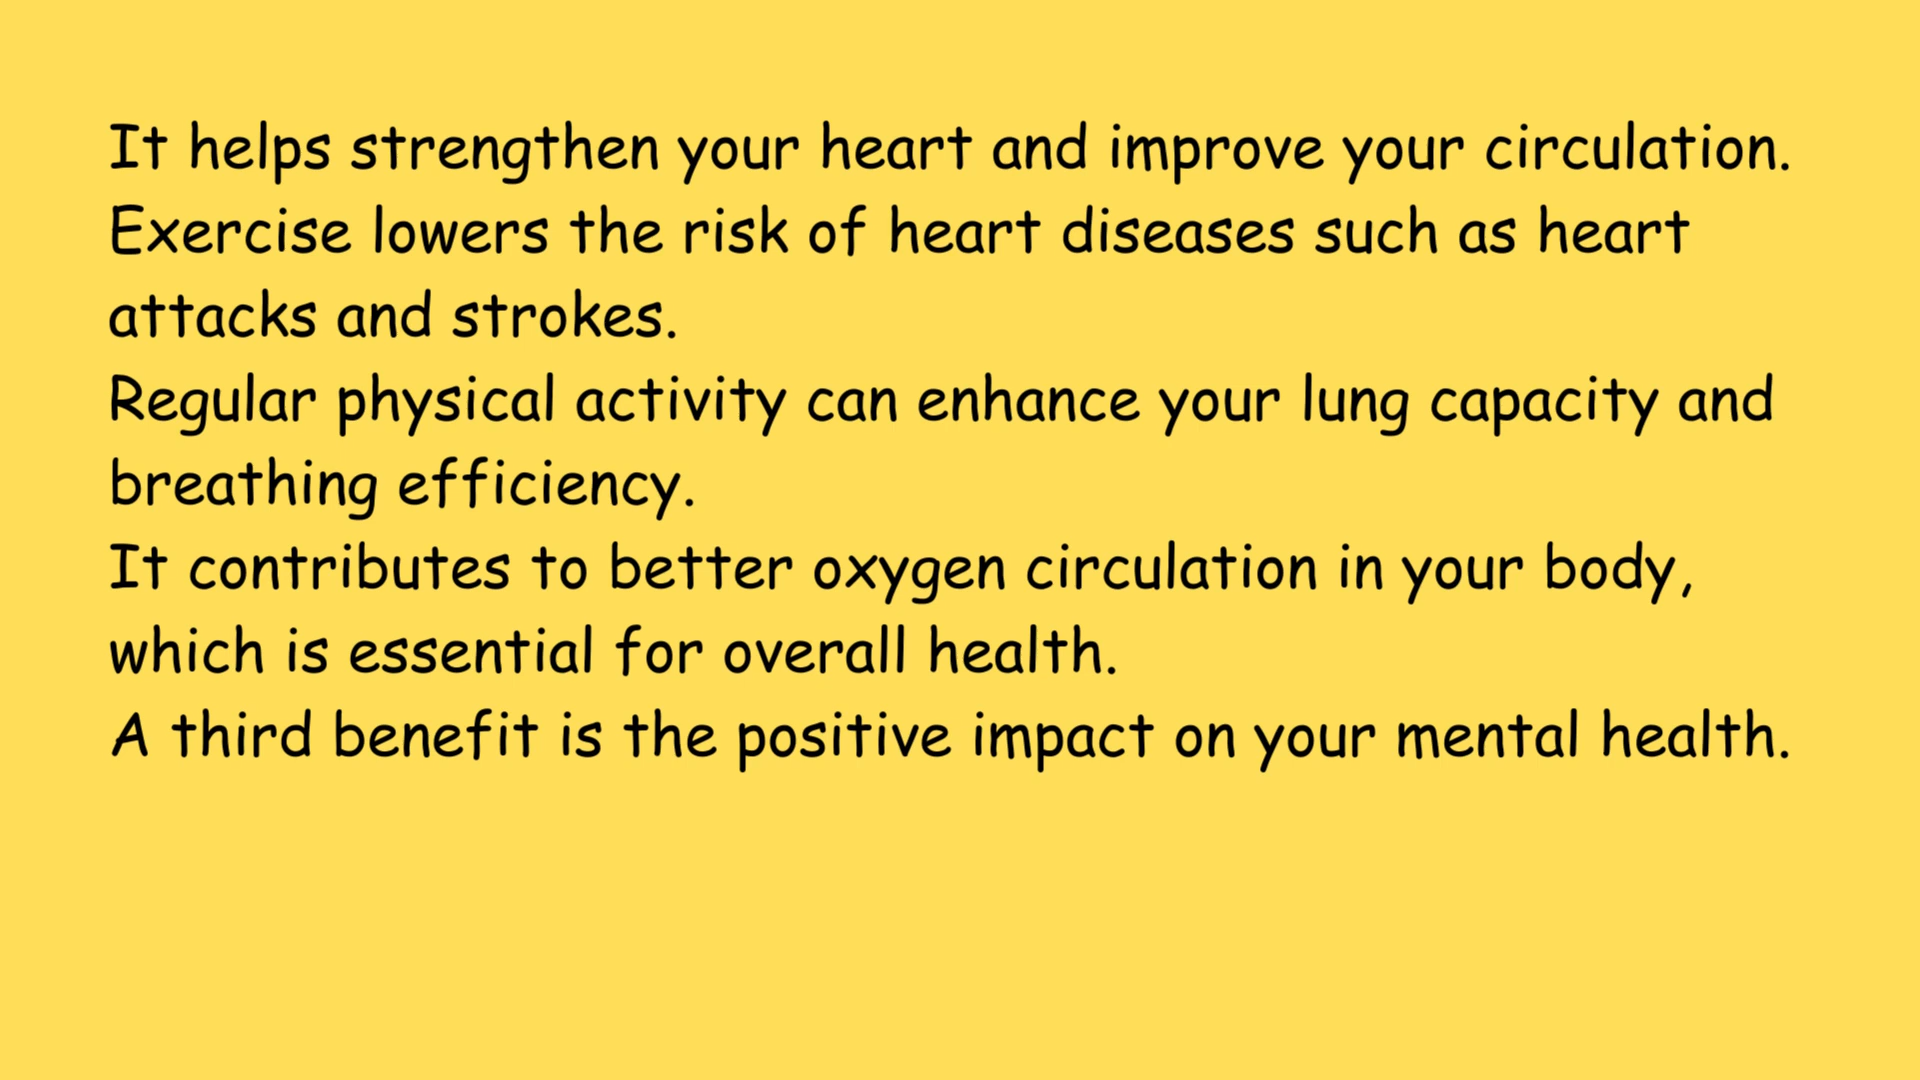 It helps strengthen your heart and improve your circulation.
Exercise lowers the risk of heart diseases such as heart
attacks and strokes.
Regular physical activity can enhance your lung capacity and
breathing efficiency.
It contributes to better oxygen circulation in your body,
which is essential for overall health.
A third benefit is the positive impact on your mental health.